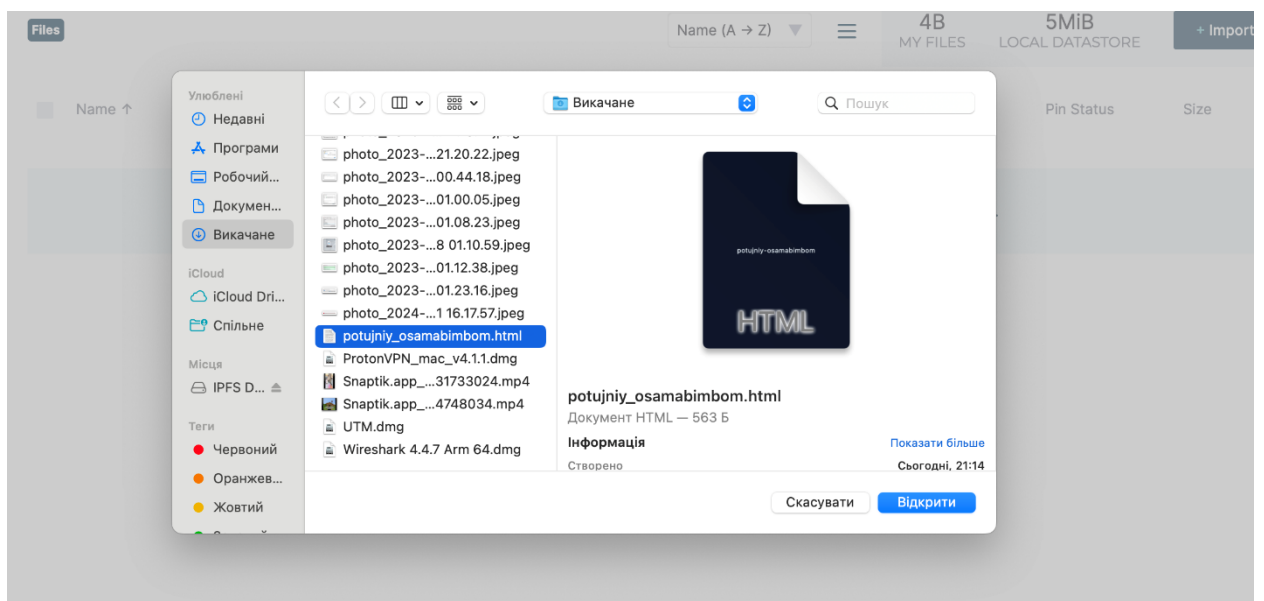 Files
Name (A → Z)
4B
MY FILES
5MiB
LOCAL DATASTORE
+ Import
Name ↑
Pin Status
Size
Улюблені
Недавні
Програми
Робочий...
Докумен...
Викачане
iCloud
iCloud Dri...
Спільне
Місця
IPFS D...
Теги
Червоний
Оранжев...
Жовтий
Викачане
Пошук
photo_2023-...21.20.22.jpeg
photo_2023-...00.44.18.jpeg
photo_2023-...01.00.05.jpeg
photo_2023-...01.08.23.jpeg
photo_2023-...8 01.10.59.jpeg
photo_2023-...01.12.38.jpeg
photo_2023-...01.23.16.jpeg
photo_2024-...1 16.17.57.jpeg
potujniy_osamabimbom.html
ProtonVPN_mac_v4.1.1.dmg
Snaptik.app_...31733024.mp4
Snaptik.app_...4748034.mp4
UTM.dmg
Wireshark 4.4.7 Arm 64.dmg
potujniy-osamabimbom
HTML
potujniy_osamabimbom.html
Документ HTML — 563 Б
Інформація
Показати більше
Створено
Сьогодні, 21:14
Скасувати
Відкрити